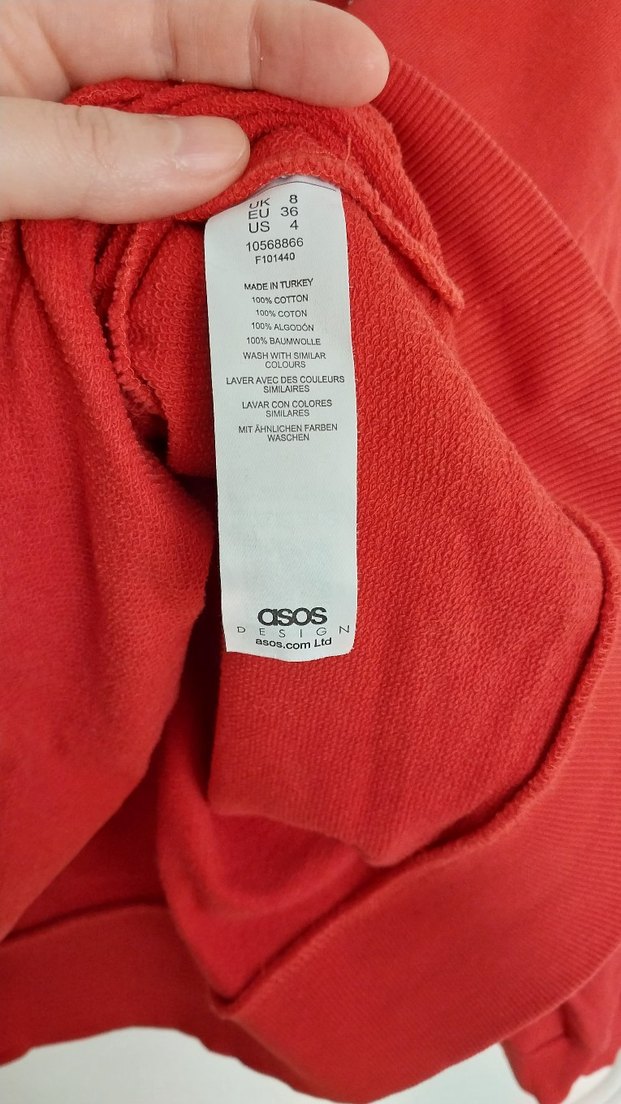 UK 8
EU 36
US 4
10568866
F101440
MADE IN TURKEY
100% COTTON
100% COTON
100% ALGODÓN
100% BAUMWOLLE
WASH WITH SIMILAR
COLOURS
LAVER AVEC DES COULEURS
SIMILAIRES
LAVAR CON COLORES
SIMILARES
MIT ÄHNLICHEN FARBEN
WASCHEN
asos
DESIGN
asos.com Ltd